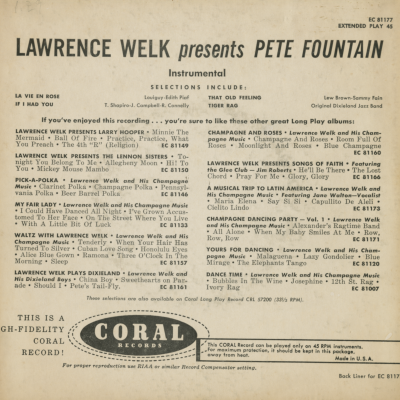 EC 81177
EXTENDED PLAY 45
LAWRENCE WELK presents PETE FOUNTAIN
Instrumental
SELECTIONS INCLUDE:
LA VIE EN ROSE Louiguy-Edith Piaf
IF I HAD YOU T. Shapiro-J. Campbell-R. Connelly
THAT OLD FEELING Lew Brown-Sammy Fain
TIGER RAG Original Dixieland Jazz Band
If you've enjoyed this recording . . . you're sure to like these other great Long Play albums:
LAWRENCE WELK PRESENTS LARRY HOOPER • Minnie The
Mermaid • Ball Of Fire • Practice, Practice, What
You Preach • The 4th "R" (Religion) EC 81149
LAWRENCE WELK PRESENTS THE LENNON SISTERS • To-
night You Belong To Me • Allegheny Moon • Hi! To
You • Mickey Mouse Mambo EC 81150
PICK-A-POLKA • Lawrence Welk and His Champagne
Music • Clarinet Polka • Champagne Polka • Pennsyl-
vania Polka • Beer Barrel Polka EC 81146
MY FAIR LADY • Lawrence Welk and His Champagne Music •
I Could Have Danced All Night • I've Grown Accus-
tomed To Her Face • On The Street Where You Live
• With A Little Bit Of Luck EC 81133
WALTZ WITH LAWRENCE WELK • Lawrence Welk and His
Champagne Music • Tenderly • When Your Hair Has
Turned To Silver • Cuban Love Song • Honolulu Eyes
• Alice Blue Gown • Ramona • Three O'Clock In The
Morning • Sleep EC 81157
LAWRENCE WELK PLAYS DIXIELAND • Lawrence Welk and
His Dixieland Boys • China Boy • Sweethearts on Pa-
rade • Should I • Pete's Tail-Fly. EC 81161
CHAMPAGNE AND ROSES • Lawrence Welk and His Cham-
pagne Music • Champagne And Roses • Room Full Of
Roses • Moonlight And Roses • Blue Champagne
EC 81160
LAWRENCE WELK PRESENTS SONGS OF FAITH • Featuring
the Glee Club — Jim Roberts • He'll Be There • The Lost
Chord • Pray For Me • Glory, Glory EC 81166
A MUSICAL TRIP TO LATIN AMERICA • Lawrence Welk and
His Champagne Music • Featuring Jane Walton—Vocalist
• Maria Elena • Say Si Si • Capullito De Aleli
• Cielito Lindo EC 81173
CHAMPAGNE DANCING PARTY — Vol. 1 • Lawrence Welk
and His Champagne Music • Alexander's Ragtime Band
• All Alone • When My Baby Smiles At Me • Row,
Row, Row EC 81171
YOURS FOR DANCING • Lawrence Welk and His Cham-
pagne Music • Malaguena • Lazy Gondolier • Blue
Mirage • The Elephants Tango EC 81120
DANCE TIME • Lawrence Welk and His Champagne Music
• Bubbles In The Wine • Josephine • 12th St. Rag •
Ivory Rag EC 81007
These selections are also available on Coral Long Play Record CRL 57200 (33⅓ RPM).
THIS IS A
GH-FIDELITY
CORAL
RECORD!
CORAL
RECORDS
This CORAL record can be played only on 45 RPM instruments.
For maximum protection, it should be kept in this package,
away from heat.
Made in U.S.A.
For proper reproduction use RIAA or similar Record Compensator setting.
Back Liner for EC 8117